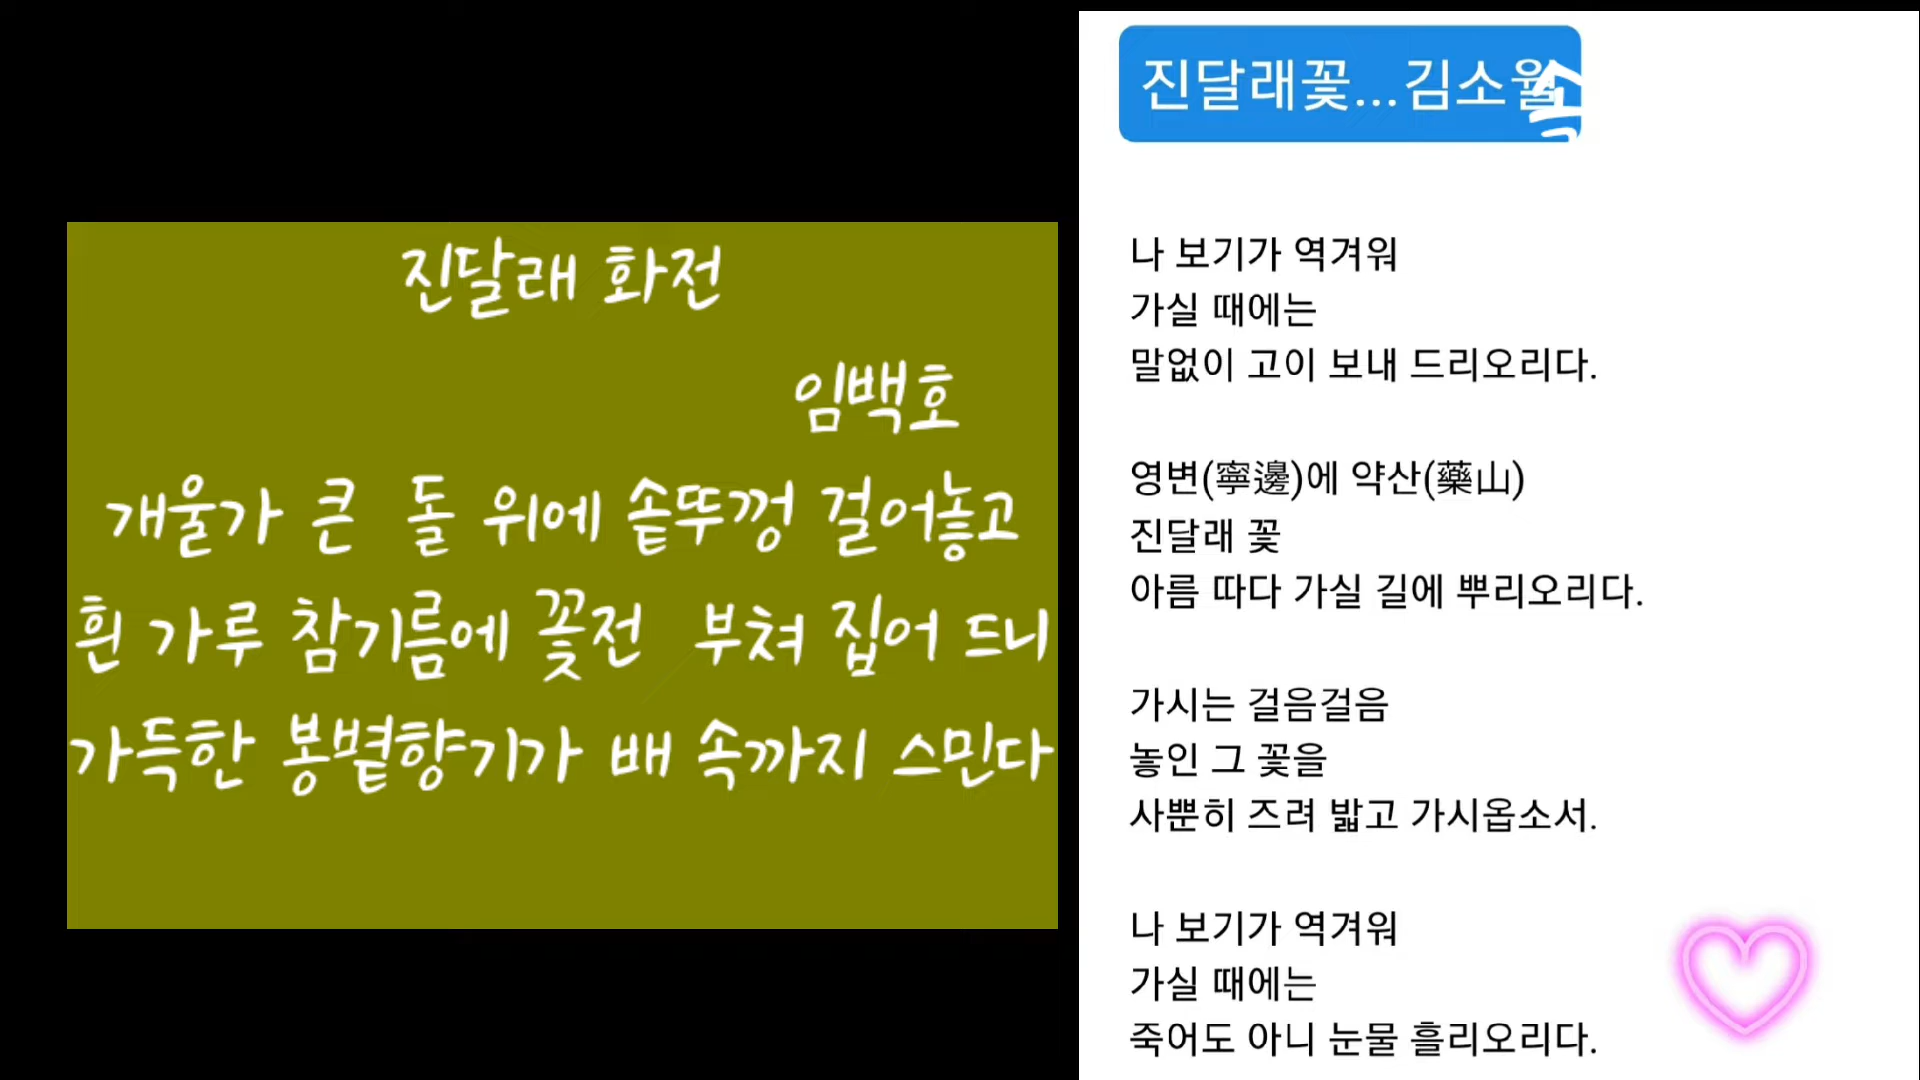 진달래 화전
임백호
개울가 큰 돌 위에 솥뚜껑 걸어놓고
흰 가루 참기름에 꽃전 부쳐 집어 드니
가득한 봉볕향기가 배 속까지 스민다
진달래꽃...김소월
나 보기가 역겨워
가실 때에는
말없이 고이 보내 드리오리다.
영변(寧邊)에 약산(藥山)
진달래 꽃
아름 따다 가실 길에 뿌리오리다.
가시는 걸음걸음
놓인 그 꽃을
사뿐히 즈려 밟고 가시옵소서.
나 보기가 역겨워
가실 때에는
죽어도 아니 눈물 흘리오리다.